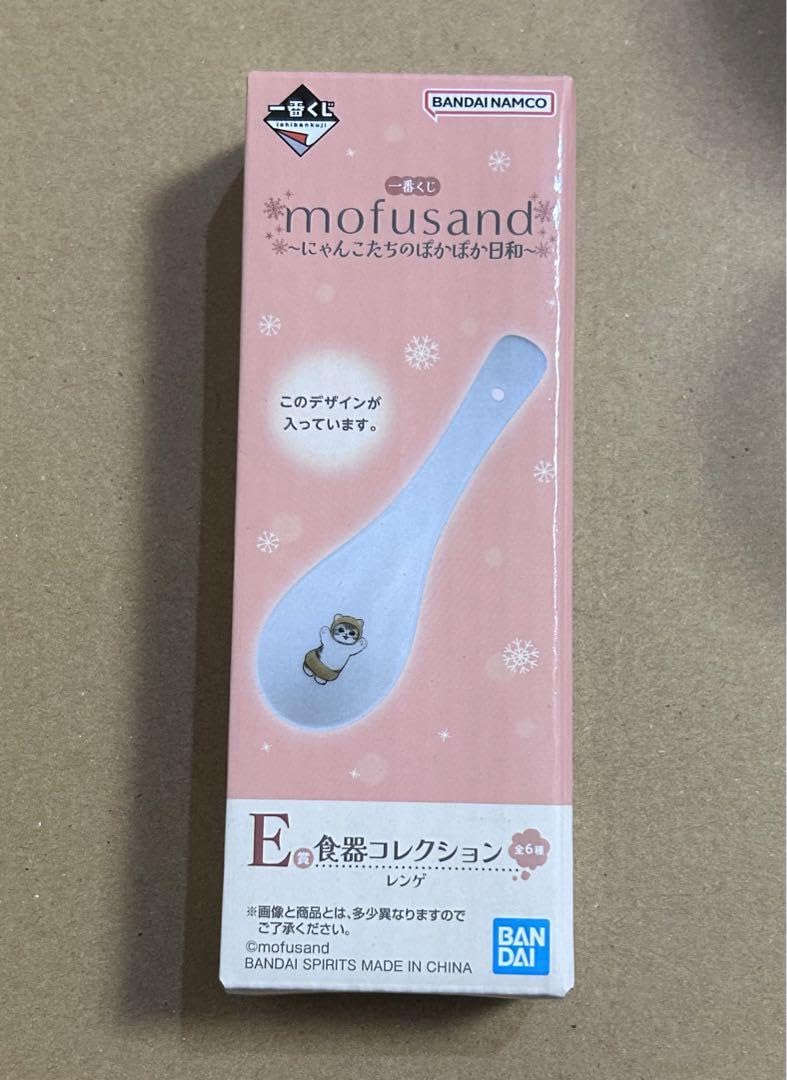 一番くじ
ichibankuji
BANDAI NAMCO
一番くじ
mofusand
～にゃんこたちのぽかぽか日和～
このデザインが
入っています。
E賞 食器コレクション 全6種
レンゲ
※画像と商品とは、多少異なりますので
ご了承ください。
©mofusand
BANDAI SPIRITS MADE IN CHINA
BAN
DAI